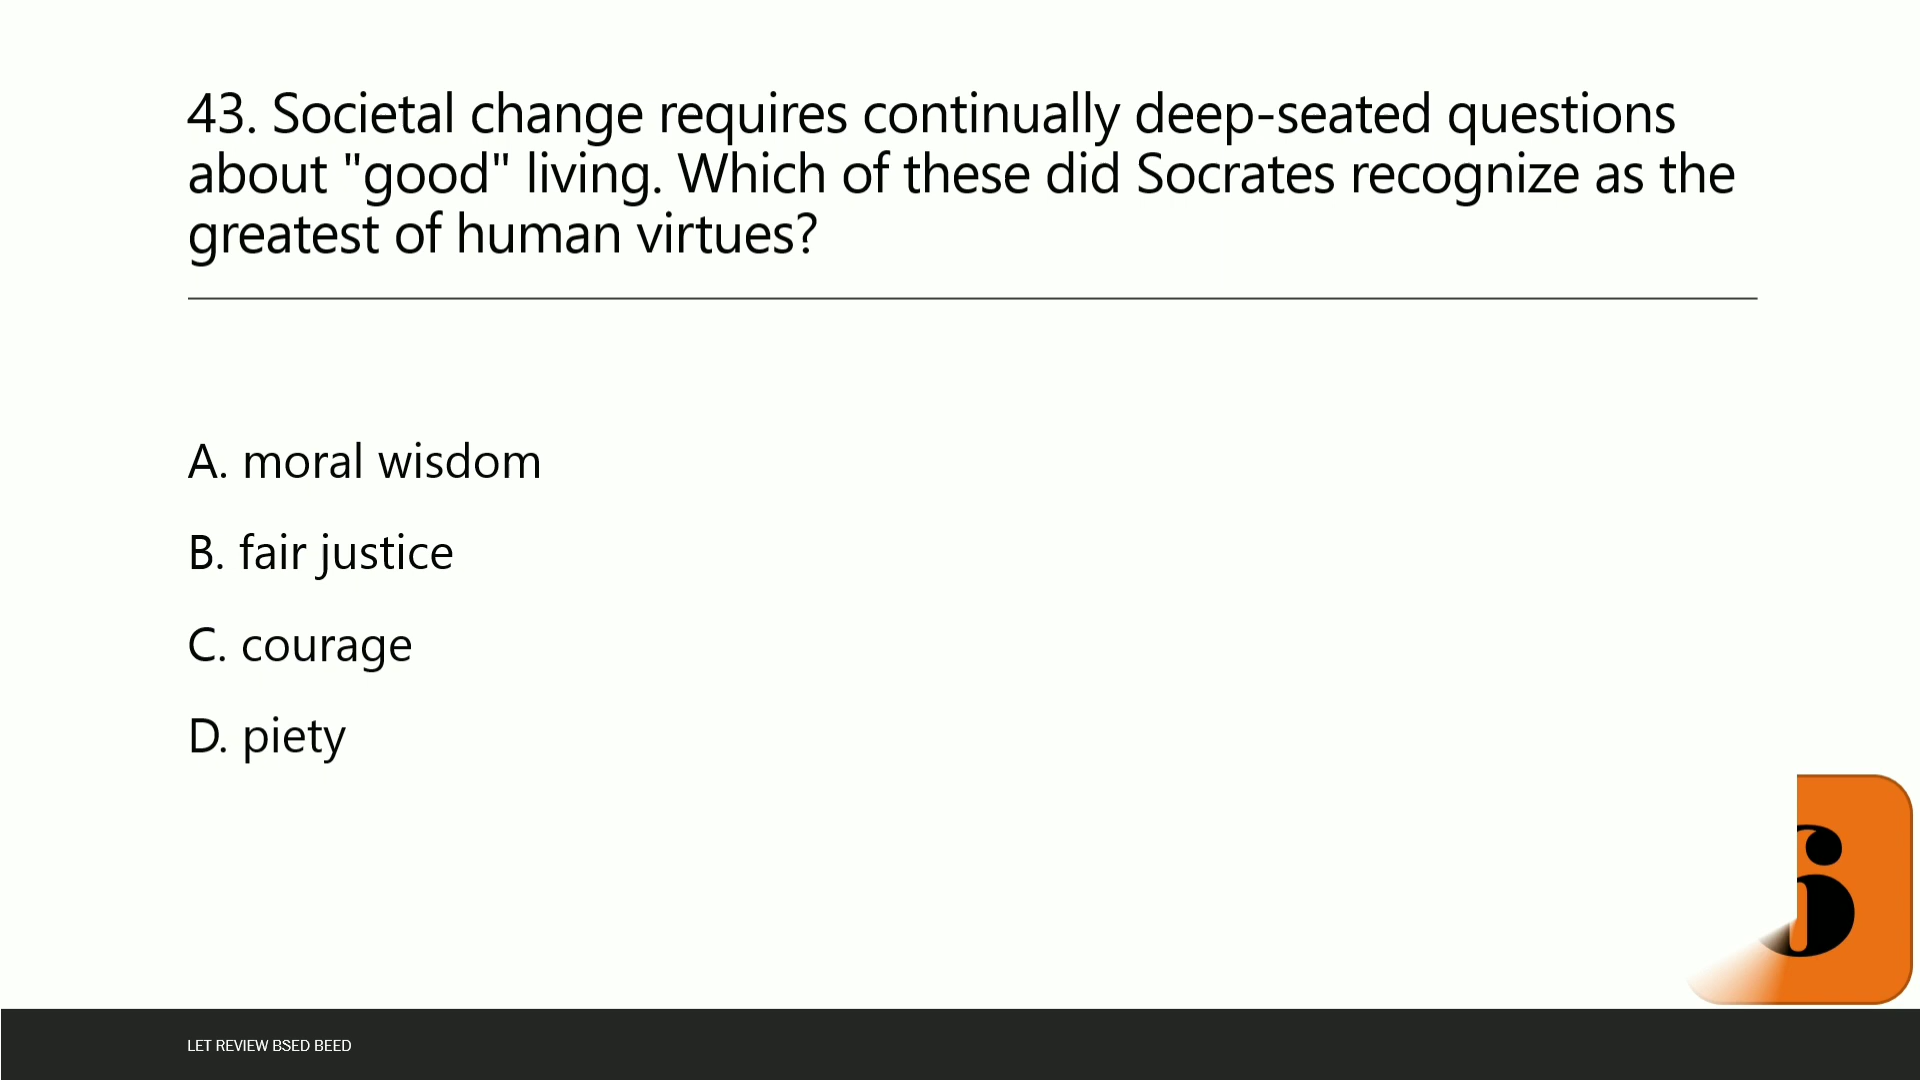 43. Societal change requires continually deep-seated questions
about "good" living. Which of these did Socrates recognize as the
greatest of human virtues?
A. moral wisdom
B. fair justice
C. courage
D. piety
6
LET REVIEW BSED BEED